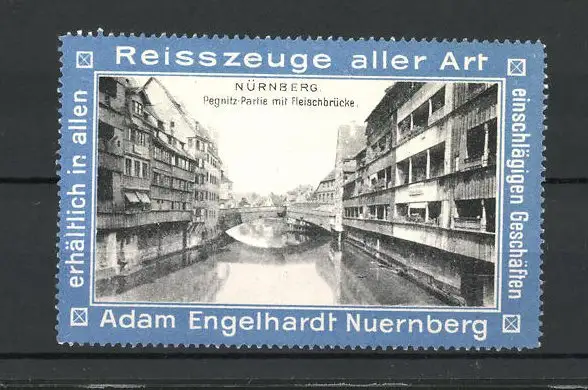 Reisszeuge aller Art
NÜRNBERG.
Pegnitz-Partie mit Fleischbrücke.
erhältlich in allen
einschlägigen Geschäften
Adam Engelhardt Nuernberg